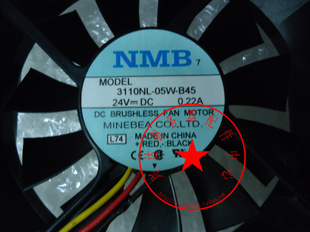 NMB 7
MODEL
3110NL-05W-B45
24V⎓DC 0.22A
DC BRUSHLESS FAN MOTOR
MINEBEA CO.,LTD.
L74 MADE IN CHINA
+:RED,-:BLACK